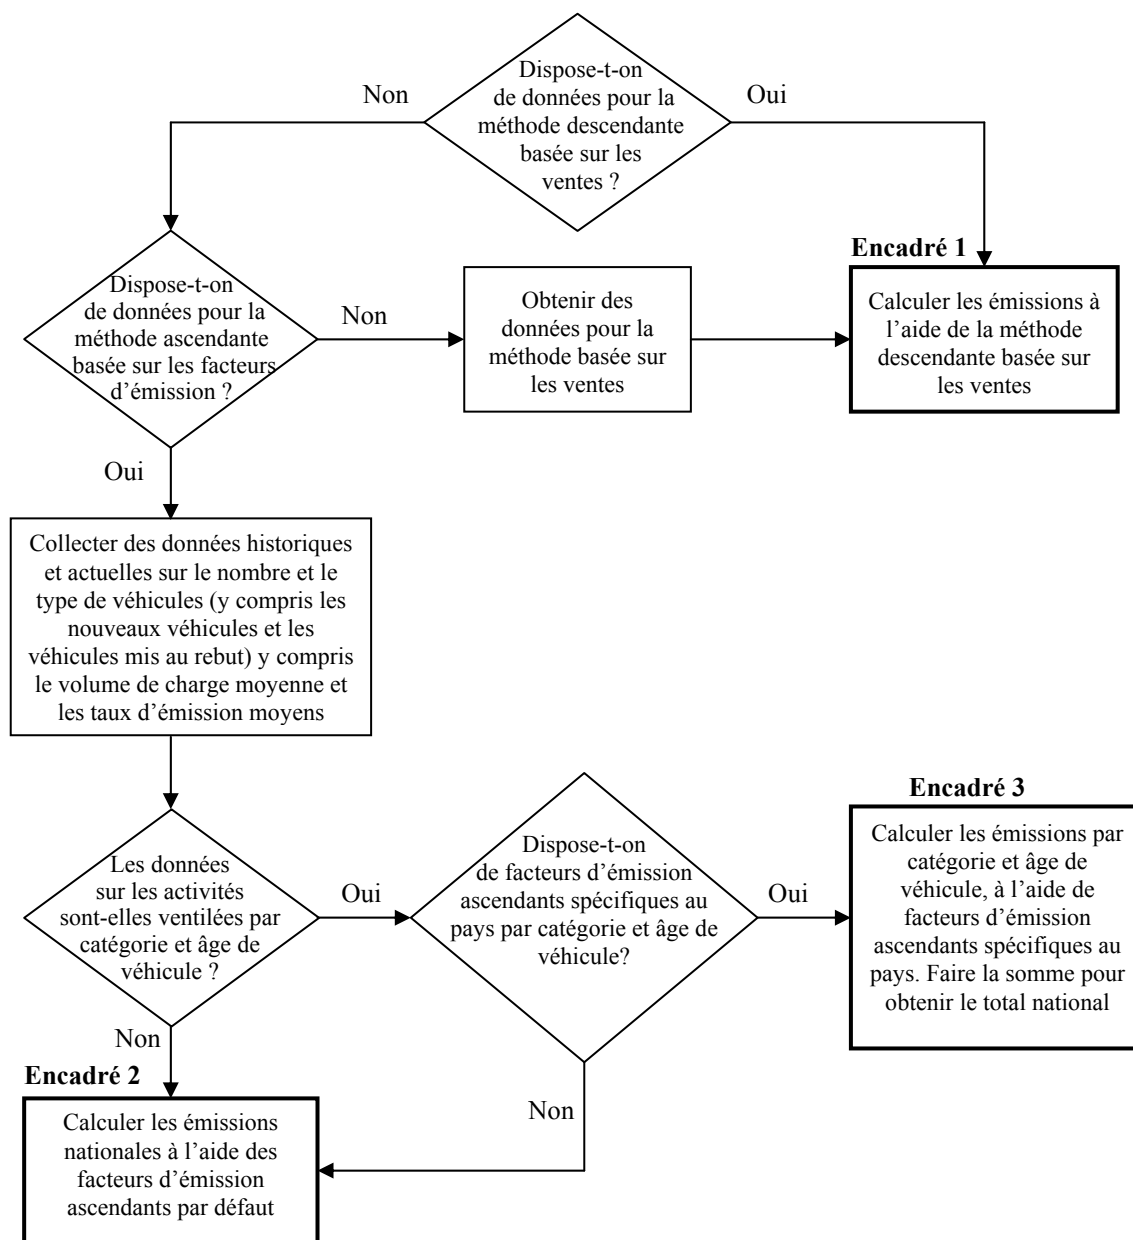 Dispose-t-on
de données pour la
méthode descendante
basée sur les
ventes ?
Non
Oui
Encadré 1
Dispose-t-on
de données pour la
méthode ascendante
basée sur les facteurs
d’émission ?
Non
Obtenir des
données pour la
méthode basée sur
les ventes
Calculer les émissions à
l’aide de la méthode
descendante basée sur
les ventes
Oui
Collecter des données historiques
et actuelles sur le nombre et le
type de véhicules (y compris les
nouveaux véhicules et les
véhicules mis au rebut) y compris
le volume de charge moyenne et
les taux d’émission moyens
Les données
sur les activités
sont-elles ventilées par
catégorie et âge de
véhicule ?
Oui
Dispose-t-on
de facteurs d’émission
ascendants spécifiques au
pays par catégorie et âge de
véhicule?
Oui
Encadré 3
Calculer les émissions par
catégorie et âge de
véhicule, à l’aide de
facteurs d’émission
ascendants spécifiques au
pays. Faire la somme pour
obtenir le total national
Non
Non
Encadré 2
Calculer les émissions
nationales à l’aide des
facteurs d’émission
ascendants par défaut